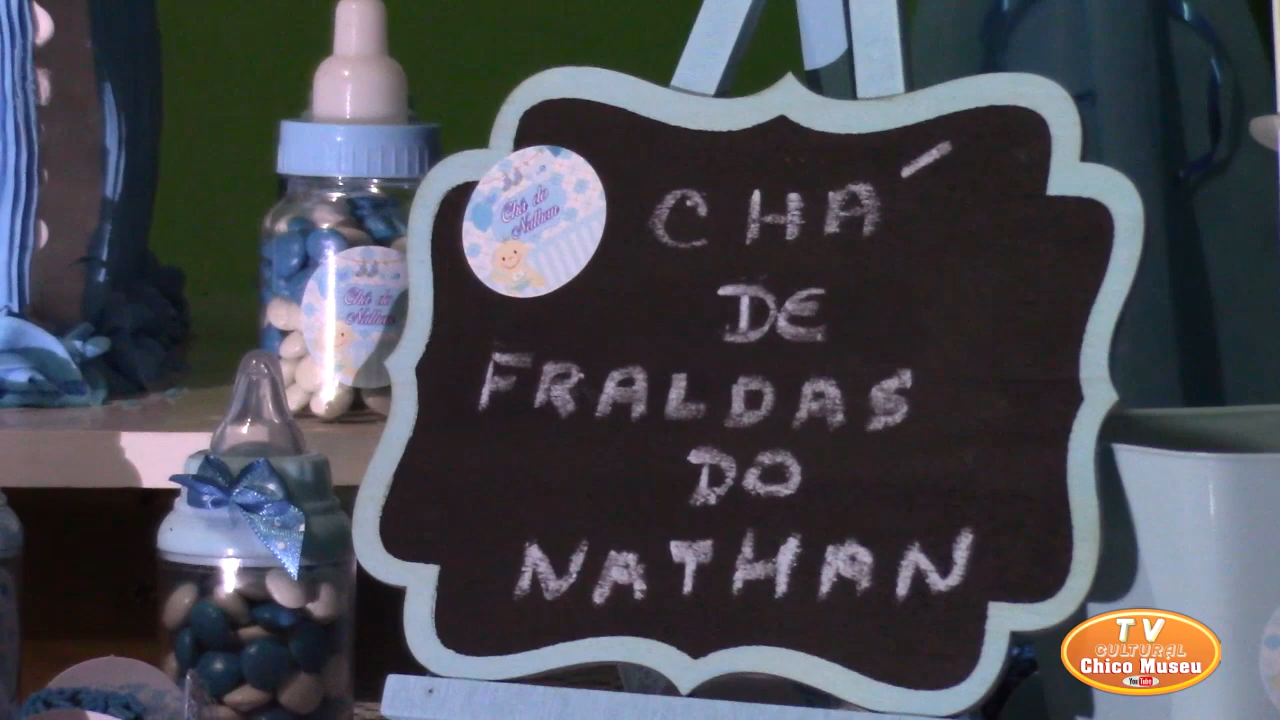 CHÁ
DE
FRALDAS
DO
NATHAN
Chá do
Nathan
Chá do
Nathan
TV
CULTURAL
Chico Museu
YouTube